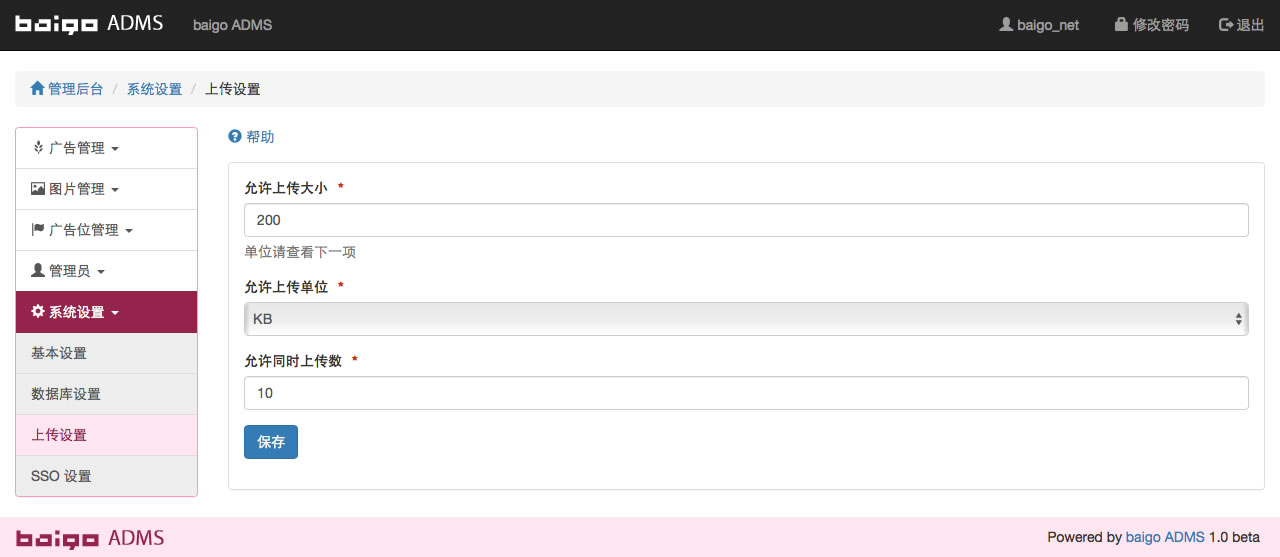 baigo ADMS baigo ADMS baigo_net 修改密码 退出
管理后台 / 系统设置 / 上传设置
广告管理
图片管理
广告位管理
管理员
系统设置
基本设置
数据库设置
上传设置
SSO 设置
帮助
允许上传大小 *
200
单位请查看下一项
允许上传单位 *
KB
允许同时上传数 *
10
保存
baigo ADMS Powered by baigo ADMS 1.0 beta